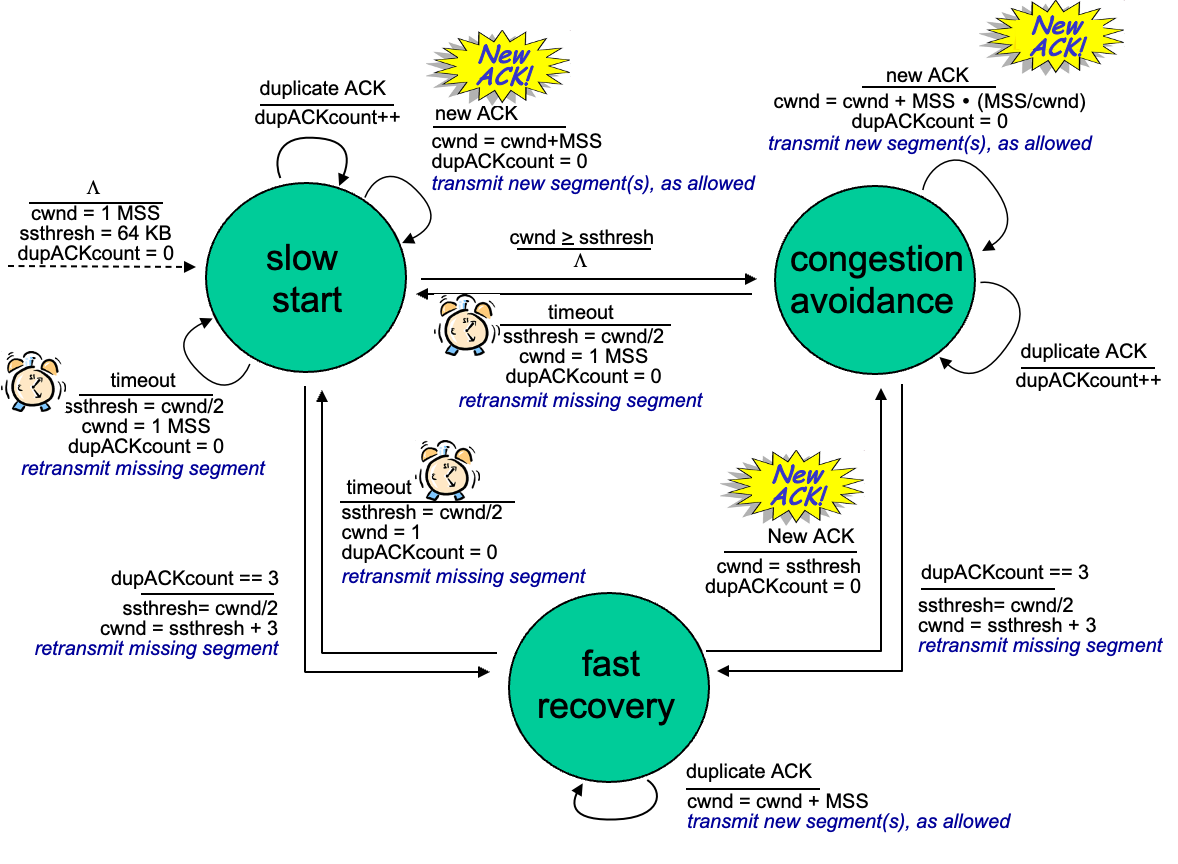 New
ACK!
duplicate ACK
dupACKcount++
new ACK
cwnd = cwnd+MSS
dupACKcount = 0
transmit new segment(s), as allowed
New
ACK!
new ACK
cwnd = cwnd + MSS • (MSS/cwnd)
dupACKcount = 0
transmit new segment(s), as allowed
Λ
cwnd = 1 MSS
ssthresh = 64 KB
dupACKcount = 0
slow
start
cwnd ≥ ssthresh
Λ
congestion
avoidance
timeout
ssthresh = cwnd/2
cwnd = 1 MSS
dupACKcount = 0
retransmit missing segment
duplicate ACK
dupACKcount++
timeout
ssthresh = cwnd/2
cwnd = 1 MSS
dupACKcount = 0
retransmit missing segment
timeout
ssthresh = cwnd/2
cwnd = 1
dupACKcount = 0
retransmit missing segment
New
ACK!
New ACK
cwnd = ssthresh
dupACKcount = 0
dupACKcount == 3
ssthresh= cwnd/2
cwnd = ssthresh + 3
retransmit missing segment
dupACKcount == 3
ssthresh= cwnd/2
cwnd = ssthresh + 3
retransmit missing segment
fast
recovery
duplicate ACK
cwnd = cwnd + MSS
transmit new segment(s), as allowed